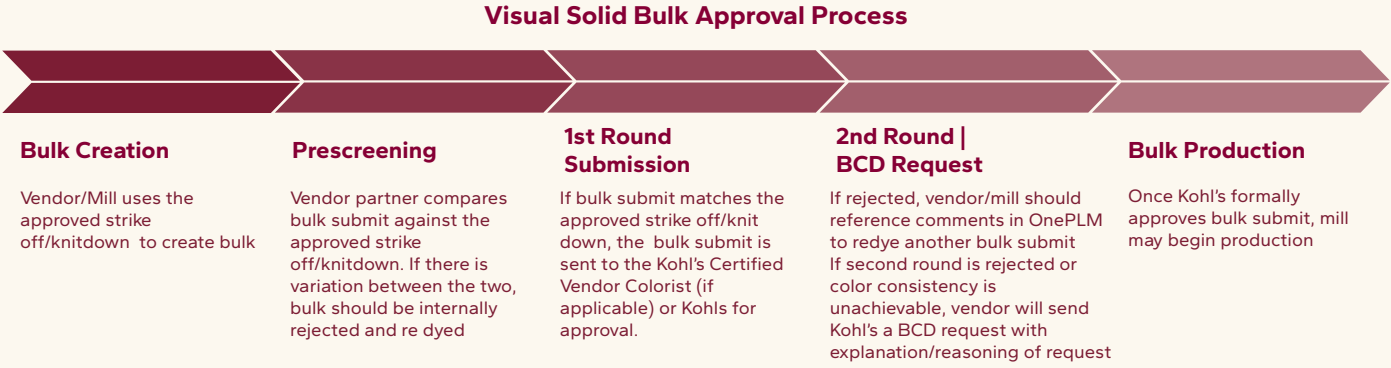 Visual Solid Bulk Approval Process
Bulk Creation
Vendor/Mill uses the
approved strike
off/knitdown  to create bulk
Prescreening
Vendor partner compares
bulk submit against the
approved strike
off/knitdown. If there is
variation between the two,
bulk should be internally
rejected and re dyed
1st Round
Submission
If bulk submit matches the
approved strike off/knit
down, the  bulk submit is
sent to the Kohl's Certified
Vendor Colorist (if
applicable) or Kohls for
approval.
2nd Round |
BCD Request
If rejected, vendor/mill should
reference comments in OnePLM
to redye another bulk submit
If second round is rejected or
color consistency is
unachievable, vendor will send
Kohl's a BCD request with
explanation/reasoning of request
Bulk Production
Once Kohl's formally
approves bulk submit, mill
may begin production